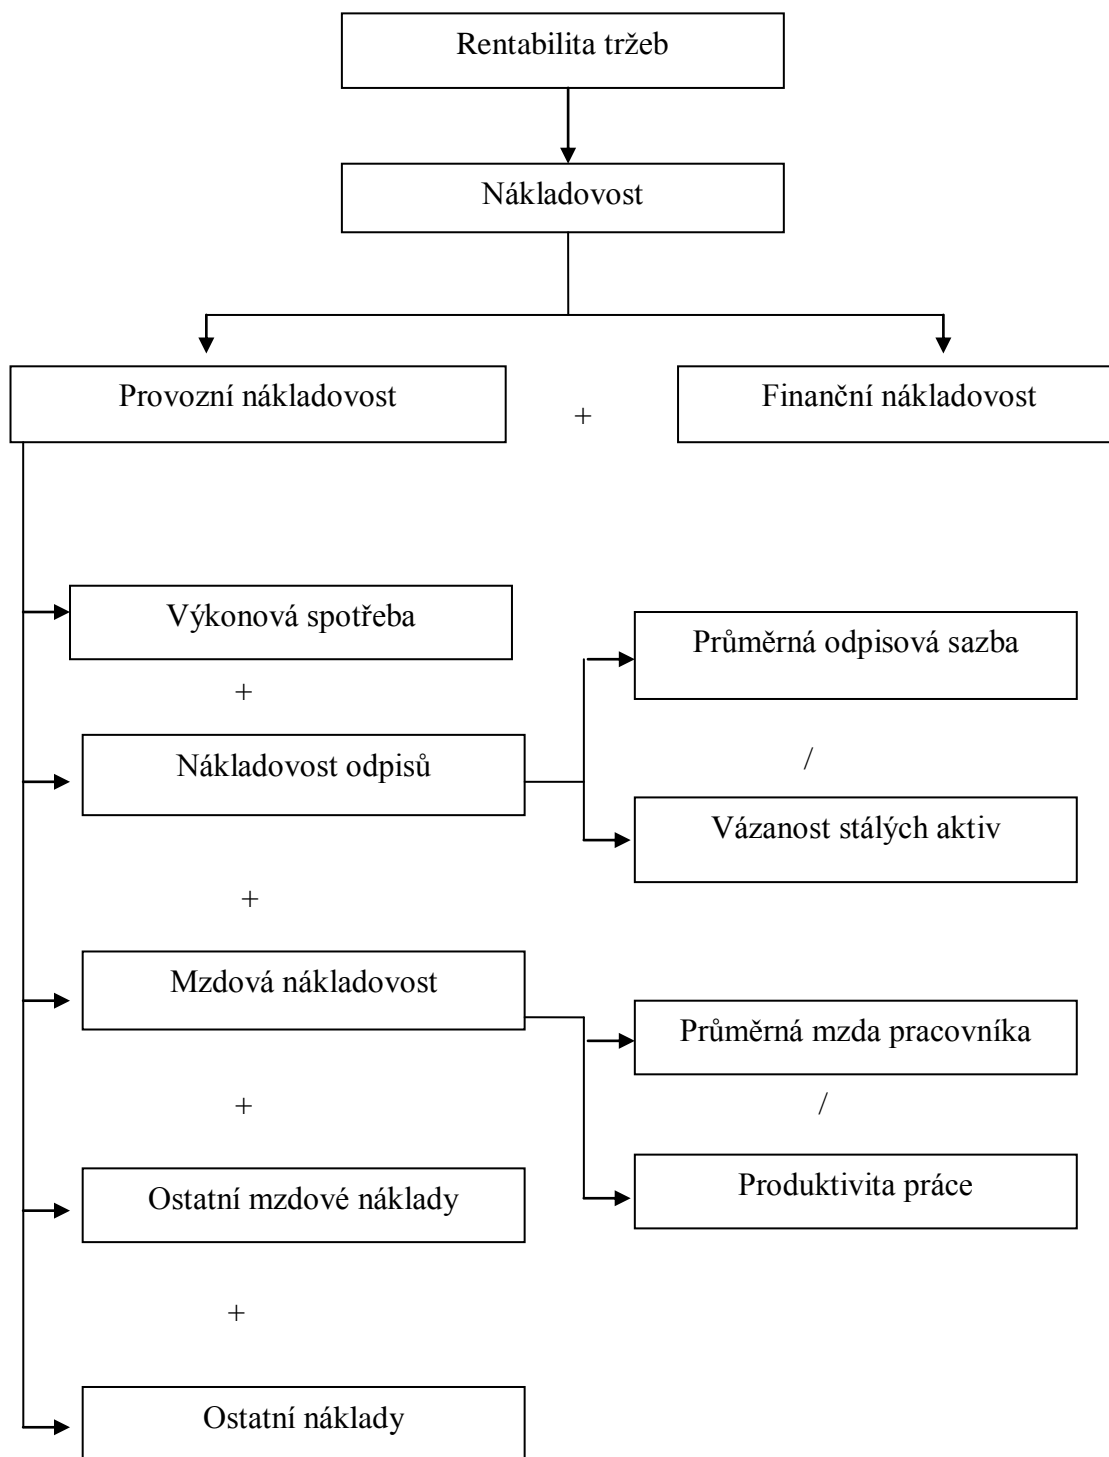 Rentabilita tržeb
Nákladovost
Provozní nákladovost
+
Finanční nákladovost
Výkonová spotřeba
+
Průměrná odpisová sazba
Nákladovost odpisů
/
Vázanost stálých aktiv
+
Mzdová nákladovost
Průměrná mzda pracovníka
+
/
Ostatní mzdové náklady
Produktivita práce
+
Ostatní náklady